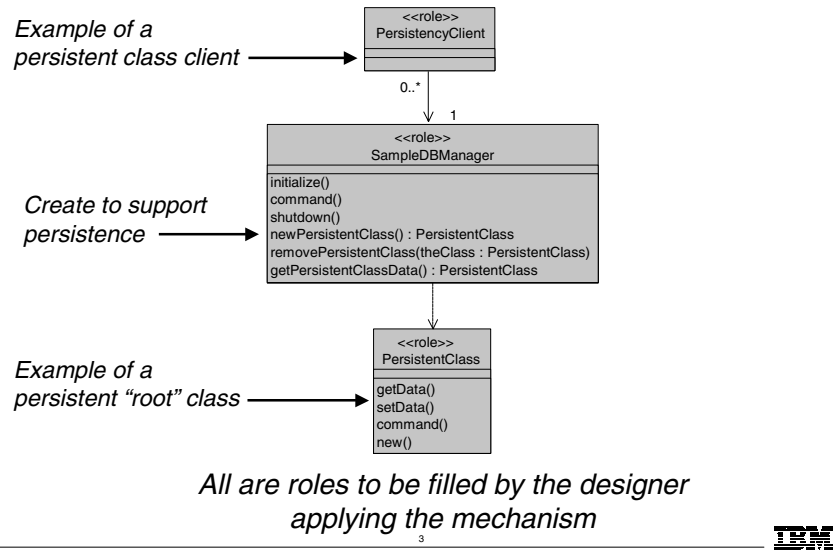 Example of a
persistent class client
<<role>>
PersistencyClient
0..*
1
<<role>>
SampleDBManager
Create to support
persistence
initialize()
command()
shutdown()
newPersistentClass() : PersistentClass
removePersistentClass(theClass : PersistentClass)
getPersistentClassData() : PersistentClass
Example of a
persistent “root” class
<<role>>
PersistentClass
getData()
setData()
command()
new()
All are roles to be filled by the designer
applying the mechanism
3
IBM